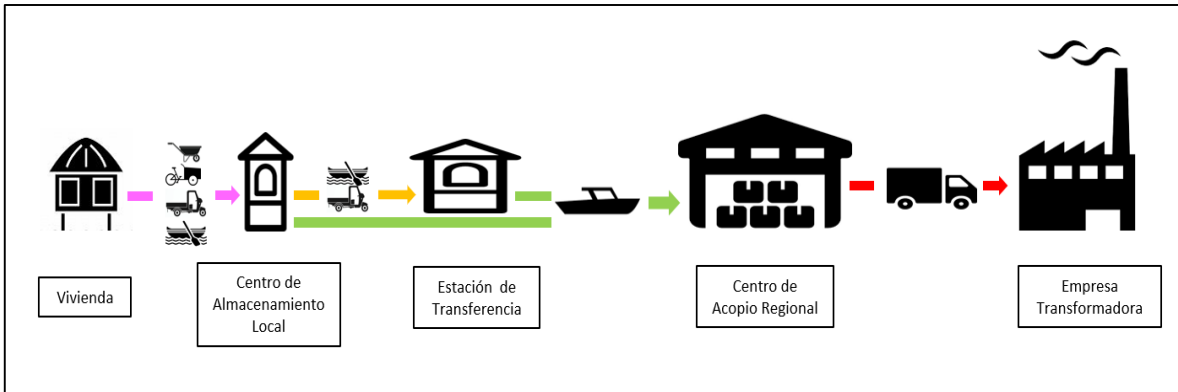 Vivienda
Centro de
Almacenamiento
Local
Estación de
Transferencia
Centro de
Acopio Regional
Empresa
Transformadora